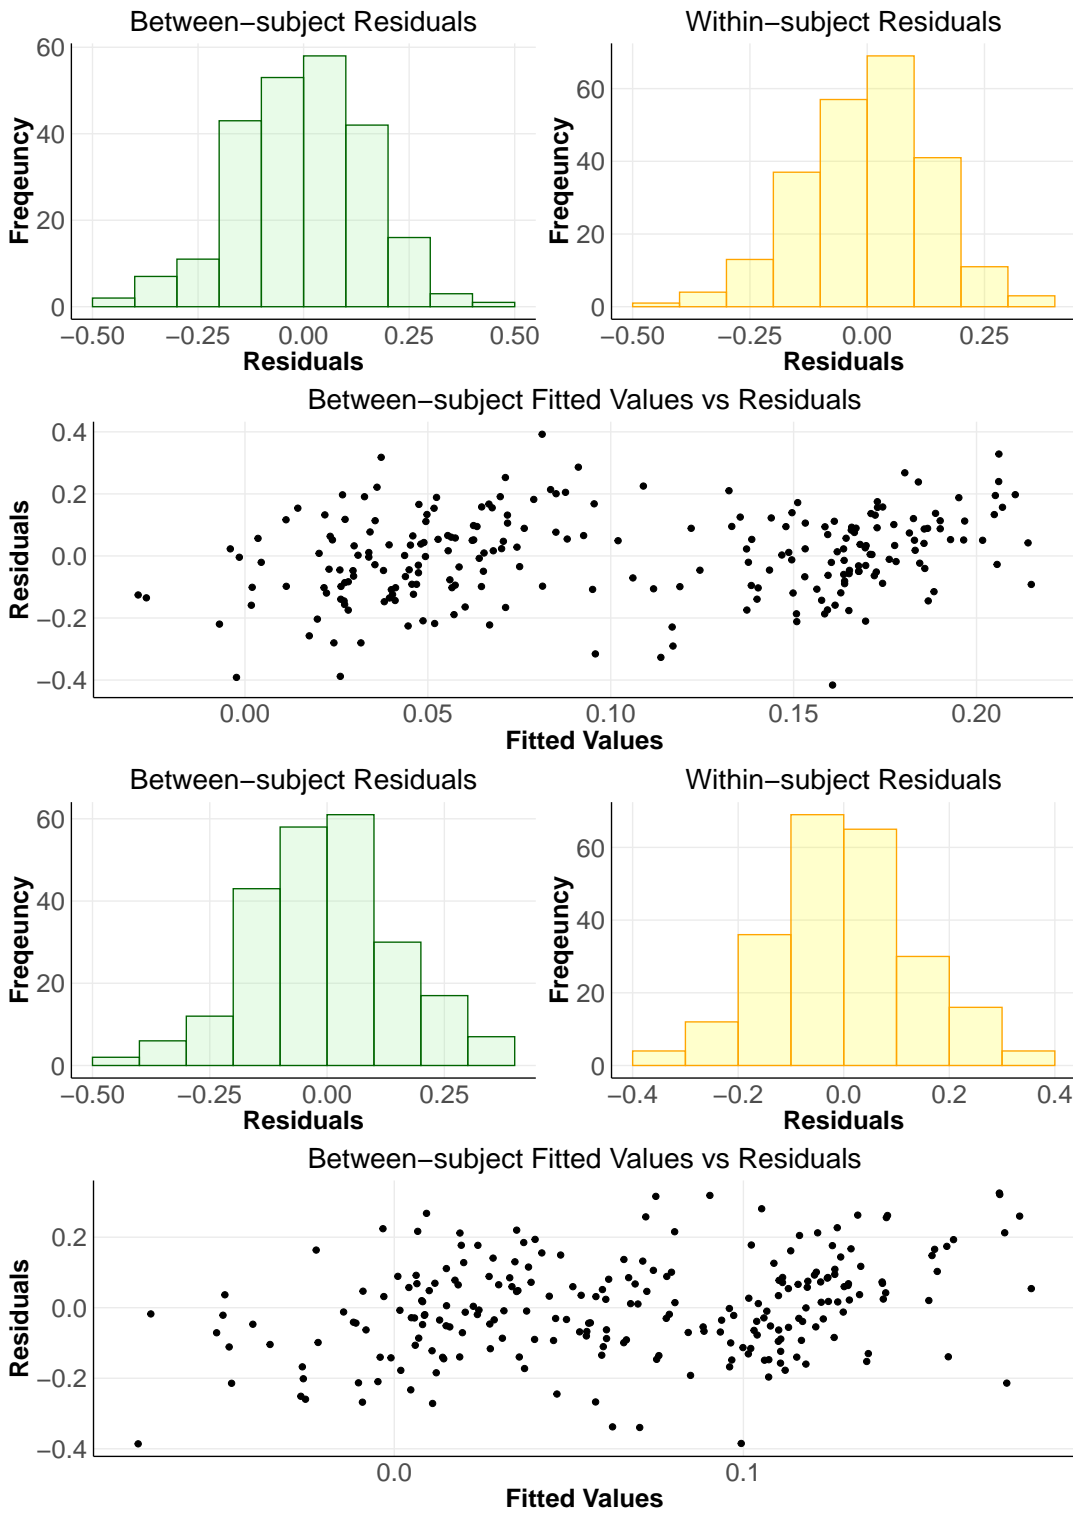 Between−subject Residuals
Within−subject Residuals
Freqeuncy
60
40
20
0
−0.50 −0.25 0.00 0.25 0.50
Residuals
Freqeuncy
60
40
20
0
−0.50 −0.25 0.00 0.25
Residuals
Between−subject Fitted Values vs Residuals
Residuals
0.4
0.2
0.0
−0.2
−0.4
0.00 0.05 0.10 0.15 0.20
Fitted Values
Between−subject Residuals
Within−subject Residuals
Freqeuncy
60
40
20
0
−0.50 −0.25 0.00 0.25
Residuals
Freqeuncy
60
40
20
0
−0.4 −0.2 0.0 0.2 0.4
Residuals
Between−subject Fitted Values vs Residuals
Residuals
0.2
0.0
−0.2
−0.4
0.0 0.1
Fitted Values